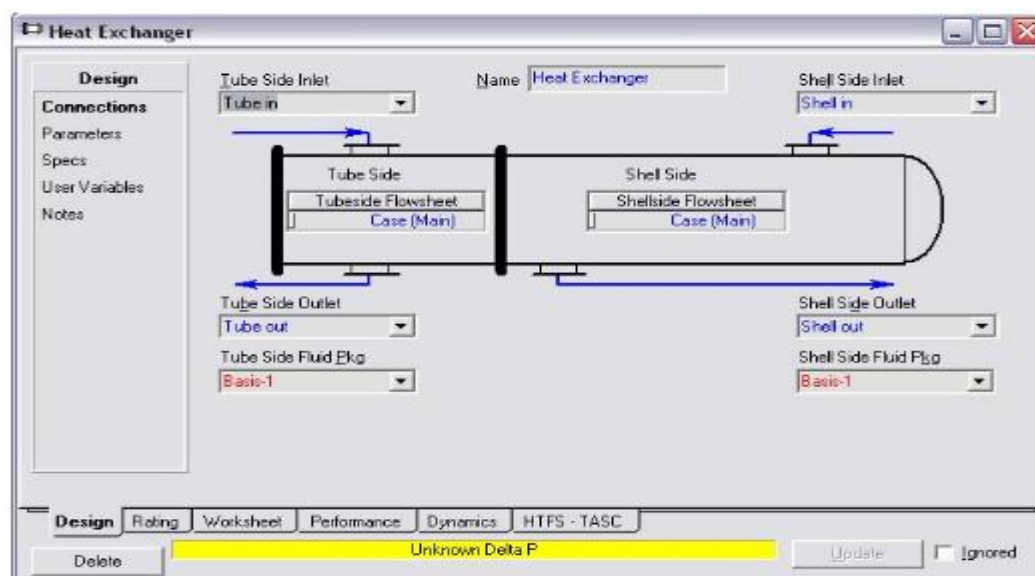 Heat Exchanger
Design
Connections
Parameters
Specs
User Variables
Notes
Tube Side Inlet
Tube in
Name Heat Exchanger
Shell Side Inlet
Shell in
Tube Side
Tubeside Flowsheet
Case (Main)
Shell Side
Shellside Flowsheet
Case (Main)
Tube Side Outlet
Tube out
Tube Side Fluid Pkg
Basis-1
Shell Side Outlet
Shell out
Shell Side Fluid Pkg
Basis-1
Design Rating Worksheet Performance Dynamics HTFS - TASC
Delete Unknown Delta P Update Ignored